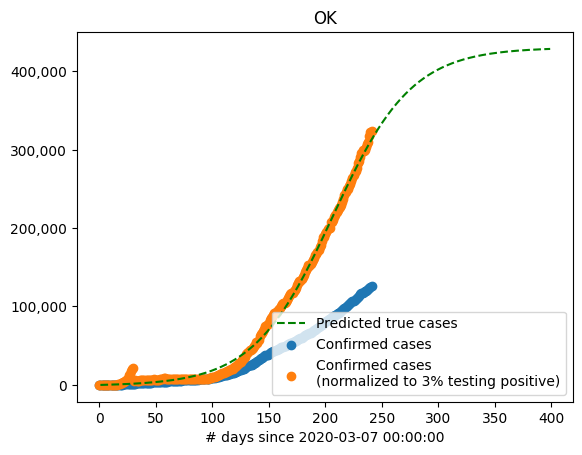 OK
400,000
300,000
200,000
100,000
0
Predicted true cases
Confirmed cases
Confirmed cases
(normalized to 3% testing positive)
0 50 100 150 200 250 300 350 400
# days since 2020-03-07 00:00:00